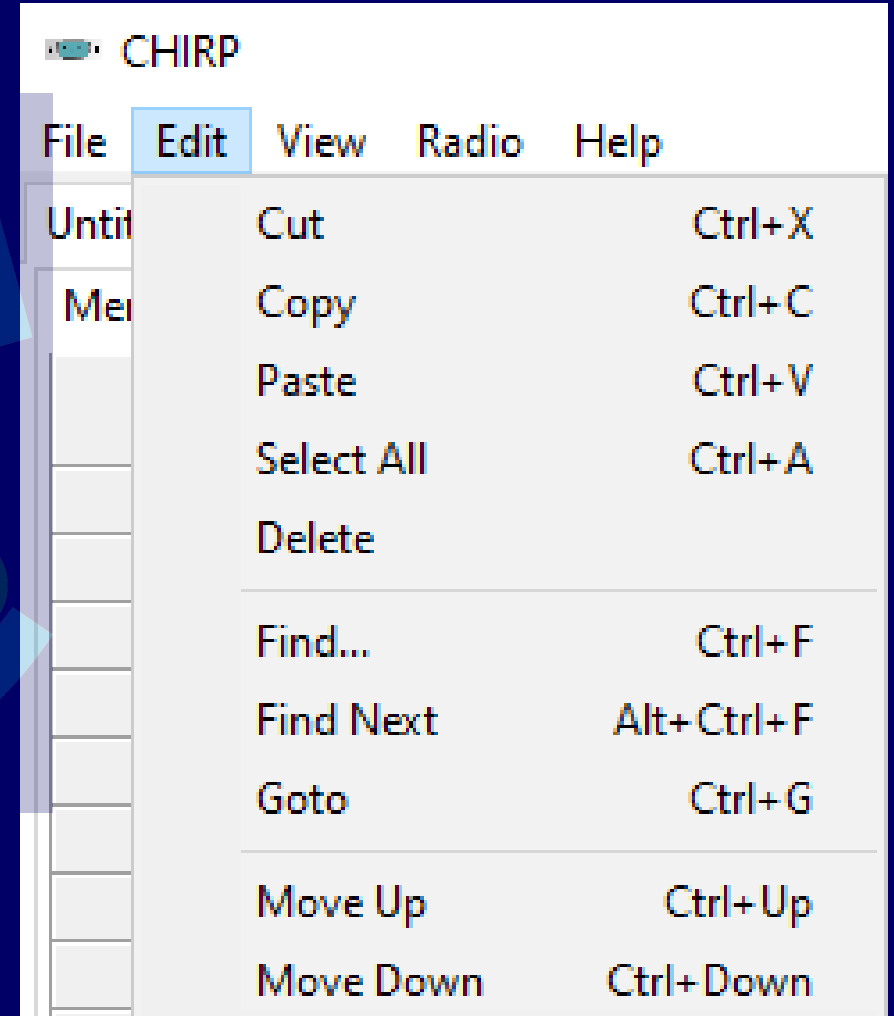 CHIRP
File Edit View Radio Help
Cut Ctrl+X
Copy Ctrl+C
Paste Ctrl+V
Select All Ctrl+A
Delete
Find... Ctrl+F
Find Next Alt+Ctrl+F
Goto Ctrl+G
Move Up Ctrl+Up
Move Down Ctrl+Down